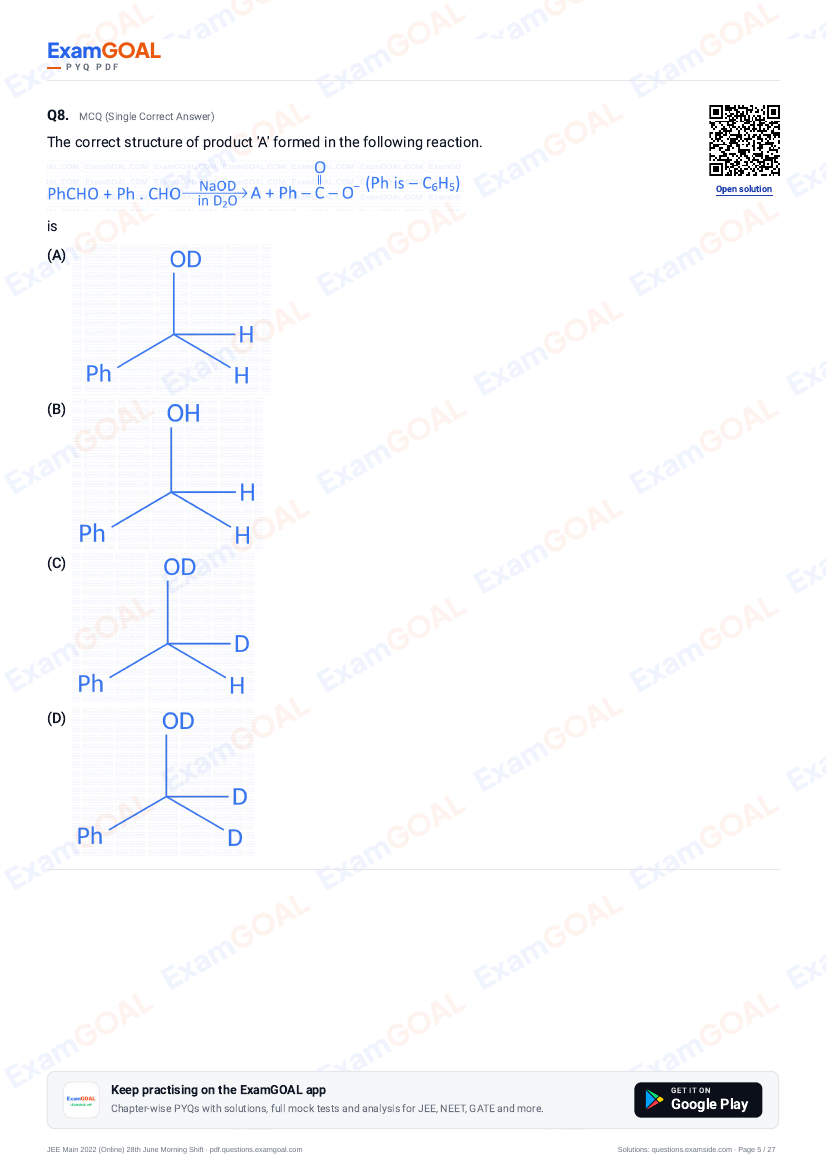 ExamGOAL
PYQ PDF
Q8. MCQ (Single Correct Answer)
The correct structure of product 'A' formed in the following reaction.
Open solution
O
PhCHO + Ph . CHO NaOD in D₂O → A + Ph – C – O⁻ (Ph is – C₆H₅)
is
(A)
OD
H
Ph
H
(B)
OH
H
Ph
H
(C)
OD
D
Ph
H
(D)
OD
D
Ph
D
Keep practising on the ExamGOAL app
Chapter-wise PYQs with solutions, full mock tests and analysis for JEE, NEET, GATE and more.
GET IT ON
Google Play
JEE Main 2022 (Online) 28th June Morning Shift · pdf.questions.examgoal.com
Solutions: questions.examside.com · Page 5 / 27